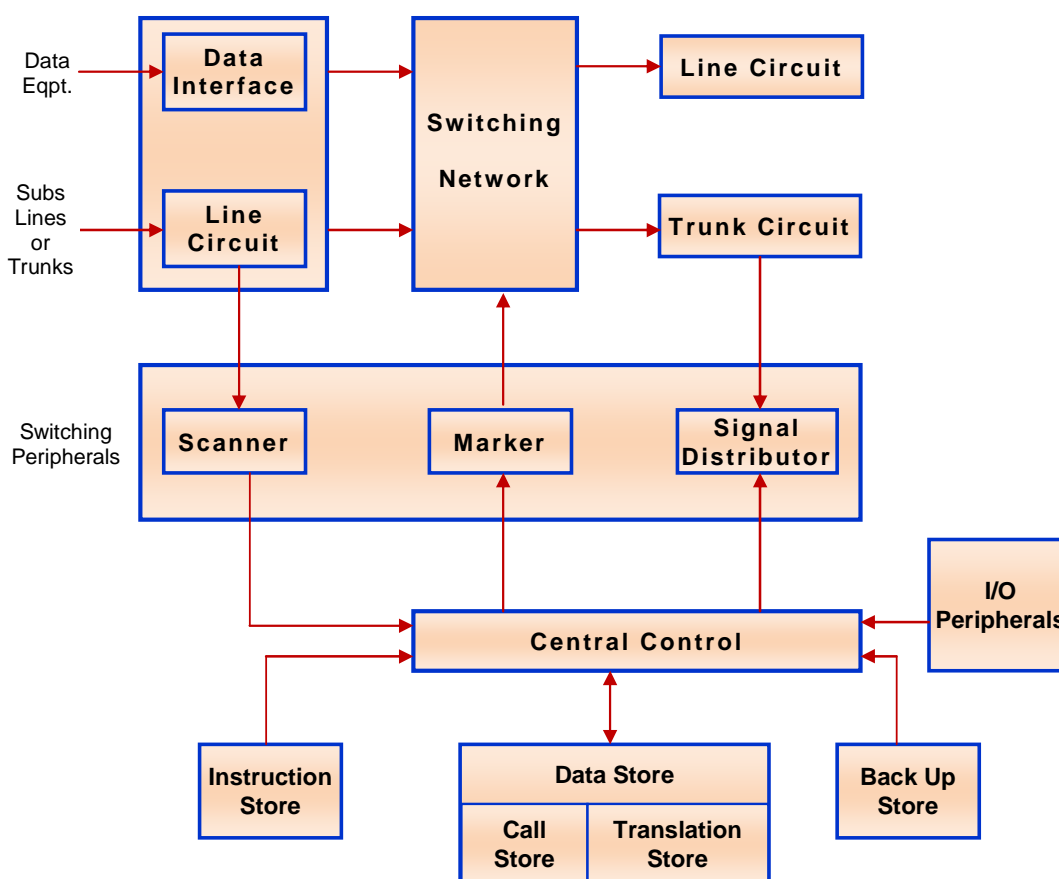 Data
Eqpt.
Data
Interface
Switching
Network
Line Circuit
Subs
Lines
or
Trunks
Line
Circuit
Trunk Circuit
Switching
Peripherals
Scanner
Marker
Signal
Distributor
I/O
Peripherals
Central Control
Instruction
Store
Data Store
Call
Store
Translation
Store
Back Up
Store